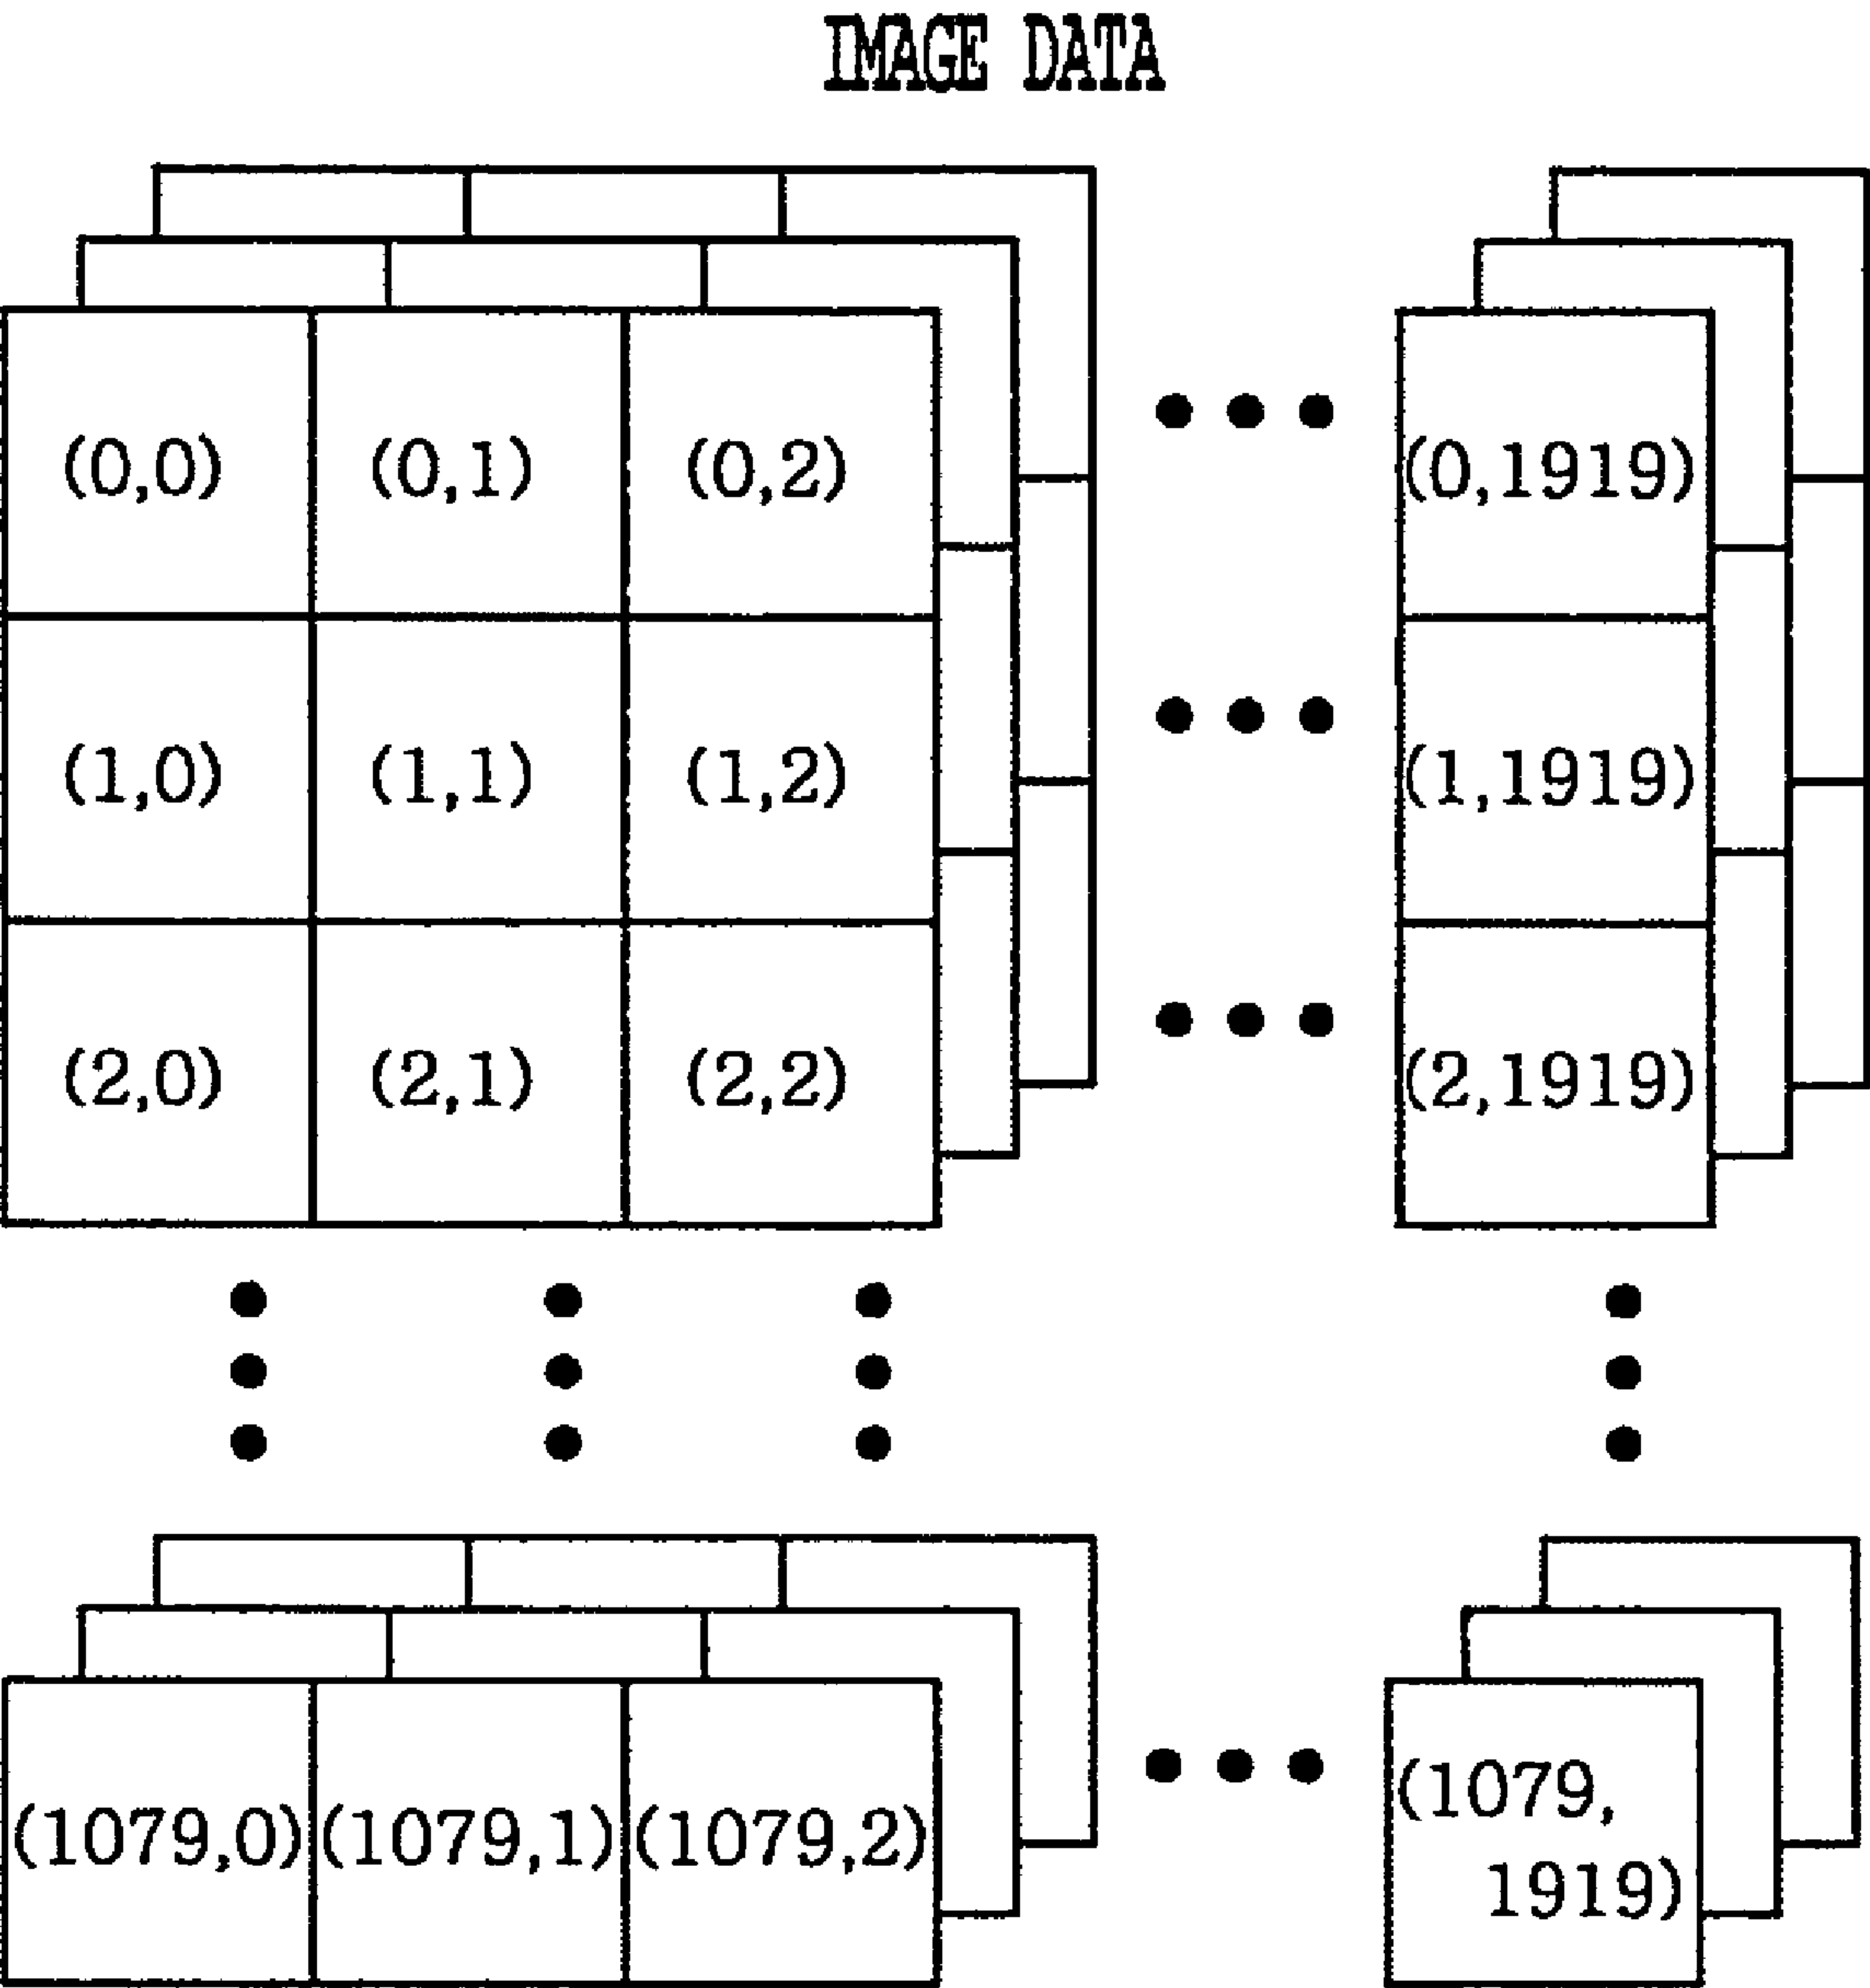 IMAGE DATA
(0,0) (0,1) (0,2) (0,1919)
(1,0) (1,1) (1,2) (1,1919)
(2,0) (2,1) (2,2) (2,1919)
(1079,0) (1079,1) (1079,2) (1079,
1919)